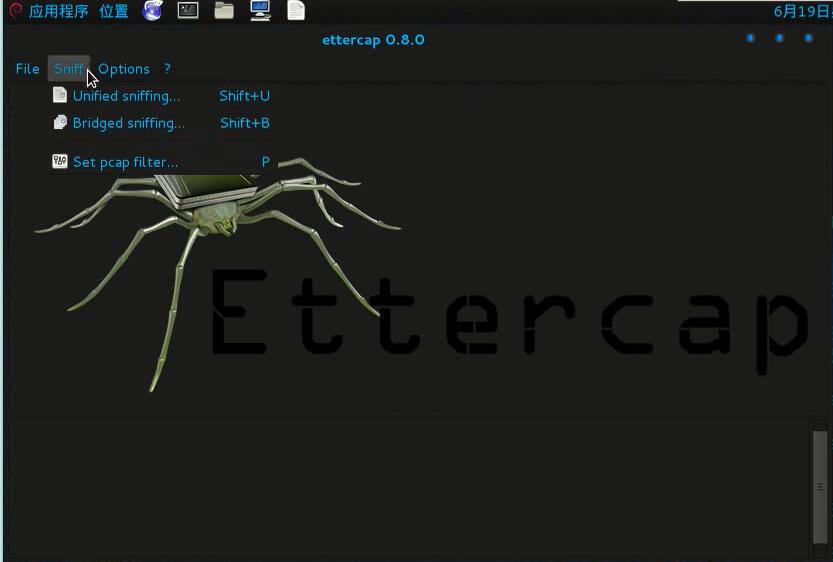 应用程序 位置 6月19日
ettercap 0.8.0
File Sniff Options ?
Unified sniffing... Shift+U
Bridged sniffing... Shift+B
Set pcap filter... P
Ettercap